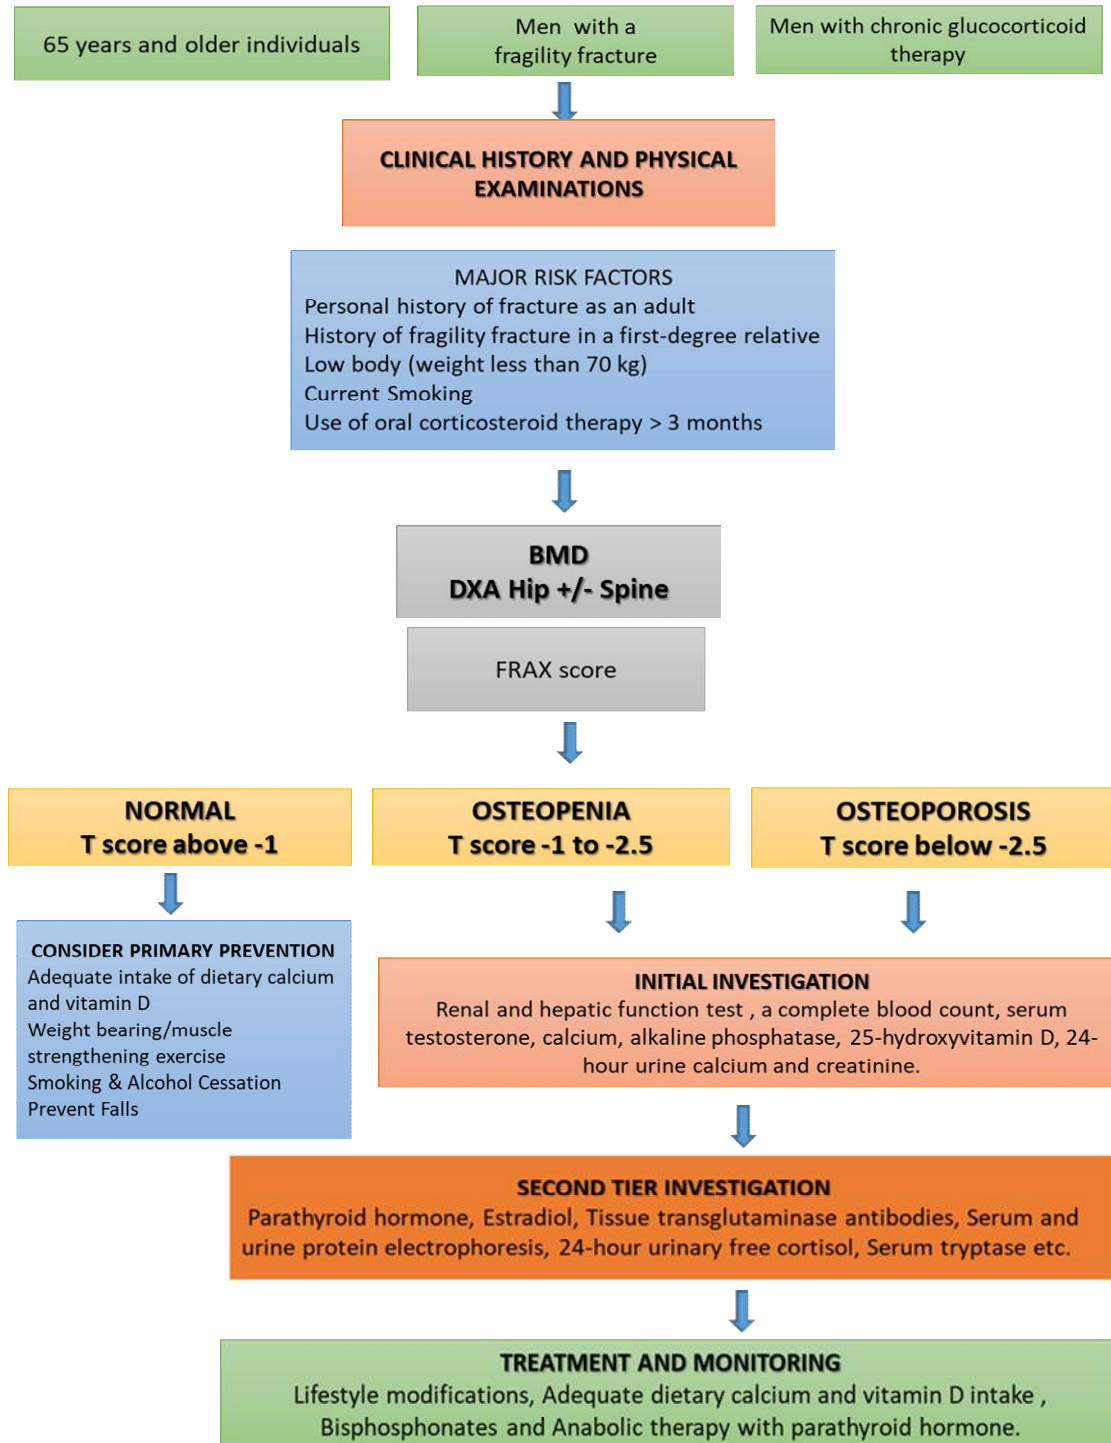 65 years and older individuals
Men with a
fragility fracture
Men with chronic glucocorticoid
therapy
CLINICAL HISTORY AND PHYSICAL
EXAMINATIONS
MAJOR RISK FACTORS
Personal history of fracture as an adult
History of fragility fracture in a first-degree relative
Low body (weight less than 70 kg)
Current Smoking
Use of oral corticosteroid therapy > 3 months
BMD
DXA Hip +/- Spine
FRAX score
NORMAL
T score above -1
OSTEOPENIA
T score -1 to -2.5
OSTEOPOROSIS
T score below -2.5
CONSIDER PRIMARY PREVENTION
Adequate intake of dietary calcium
and vitamin D
Weight bearing/muscle
strengthening exercise
Smoking & Alcohol Cessation
Prevent Falls
INITIAL INVESTIGATION
Renal and hepatic function test , a complete blood count, serum
testosterone, calcium, alkaline phosphatase, 25-hydroxyvitamin D, 24-
hour urine calcium and creatinine.
SECOND TIER INVESTIGATION
Parathyroid hormone, Estradiol, Tissue transglutaminase antibodies, Serum and
urine protein electrophoresis, 24-hour urinary free cortisol, Serum tryptase etc.
TREATMENT AND MONITORING
Lifestyle modifications, Adequate dietary calcium and vitamin D intake ,
Bisphosphonates and Anabolic therapy with parathyroid hormone.